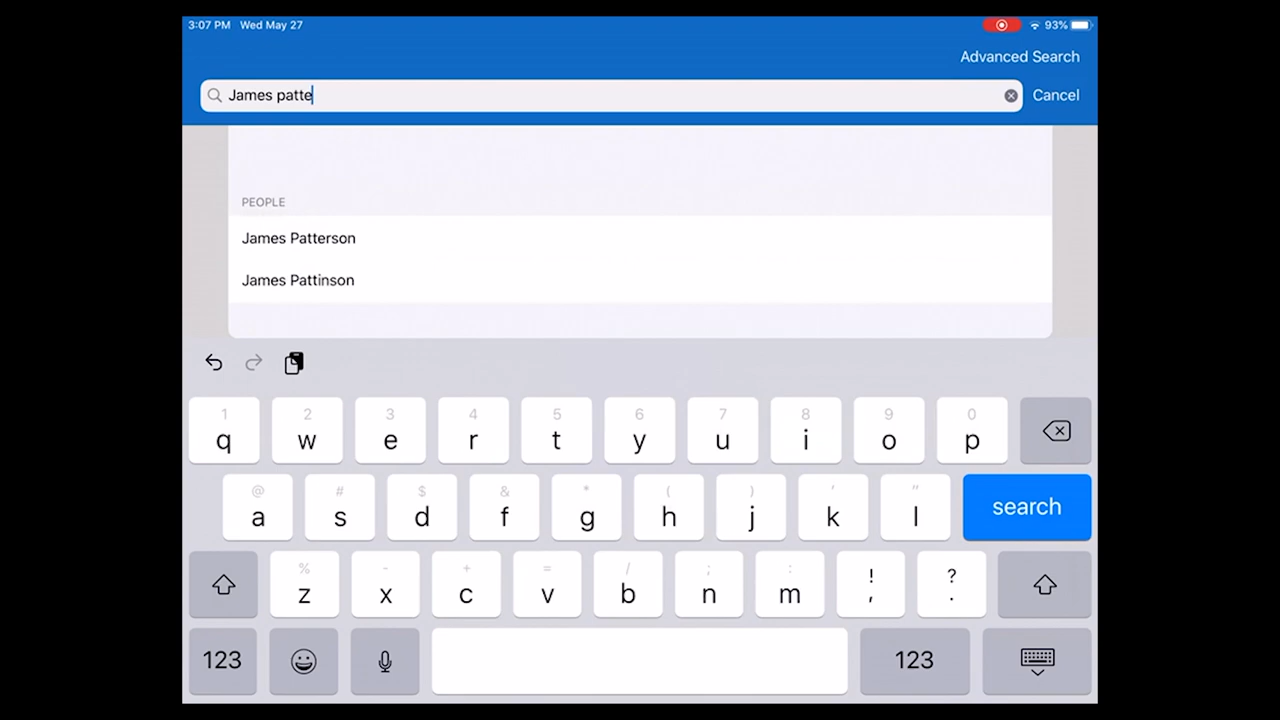 3:07 PM Wed May 27 93%
Advanced Search
James patte Cancel
PEOPLE
James Patterson
James Pattinson
1 2 3 4 5 6 7 8 9 0
q w e r t y u i o p
@ # $ & * ( ) ' "
a s d f g h j k l search
% - + = / ; : ! ?
z x c v b n m , .
123 123